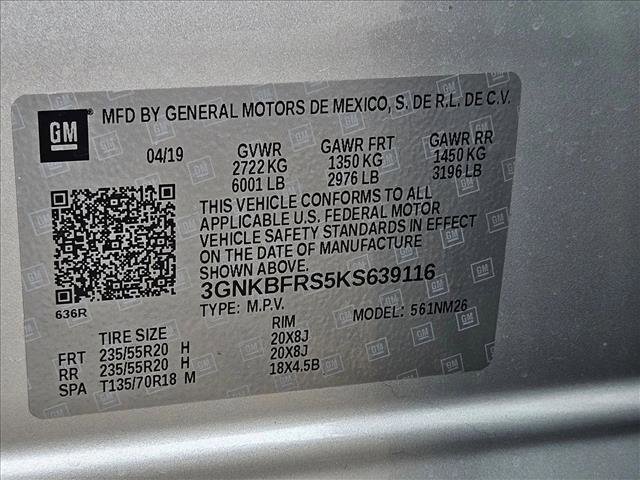 GM MFD BY GENERAL MOTORS DE MEXICO, S. DE R.L. DE C.V.
04/19 GVWR GAWR FRT GAWR RR
2722 KG 1350 KG 1450 KG
6001 LB 2976 LB 3196 LB
THIS VEHICLE CONFORMS TO ALL
APPLICABLE U.S. FEDERAL MOTOR
VEHICLE SAFETY STANDARDS IN EFFECT
ON THE DATE OF MANUFACTURE
SHOWN ABOVE.
3GNKBFRS5KS639116
636R TYPE: M.P.V. MODEL: 561NM26
TIRE SIZE RIM
FRT 235/55R20 H 20X8J
RR 235/55R20 H 20X8J
SPA T135/70R18 M 18X4.5B